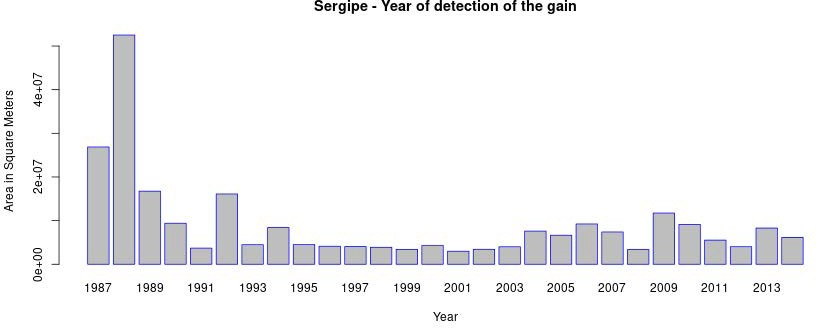 Sergipe - Year of detection of the gain
Area in Square Meters
4e+07
2e+07
0e+00
1987 1989 1991 1993 1995 1997 1999 2001 2003 2005 2007 2009 2011 2013
Year